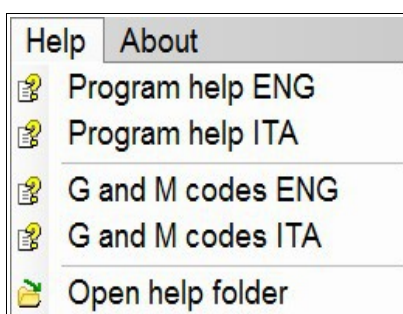 Help About
Program help ENG
Program help ITA
G and M codes ENG
G and M codes ITA
Open help folder